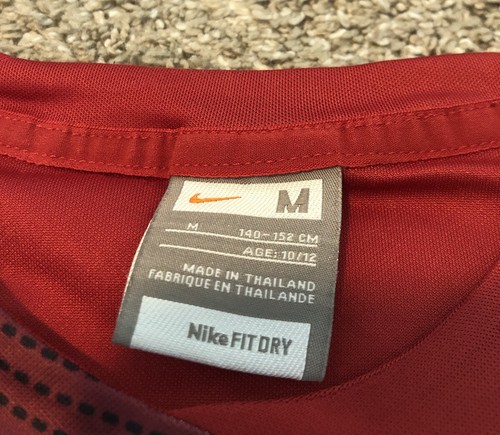 M
M 140-152 CM
AGE: 10/12
MADE IN THAILAND
FABRIQUE EN THAILANDE
Nike FIT DRY